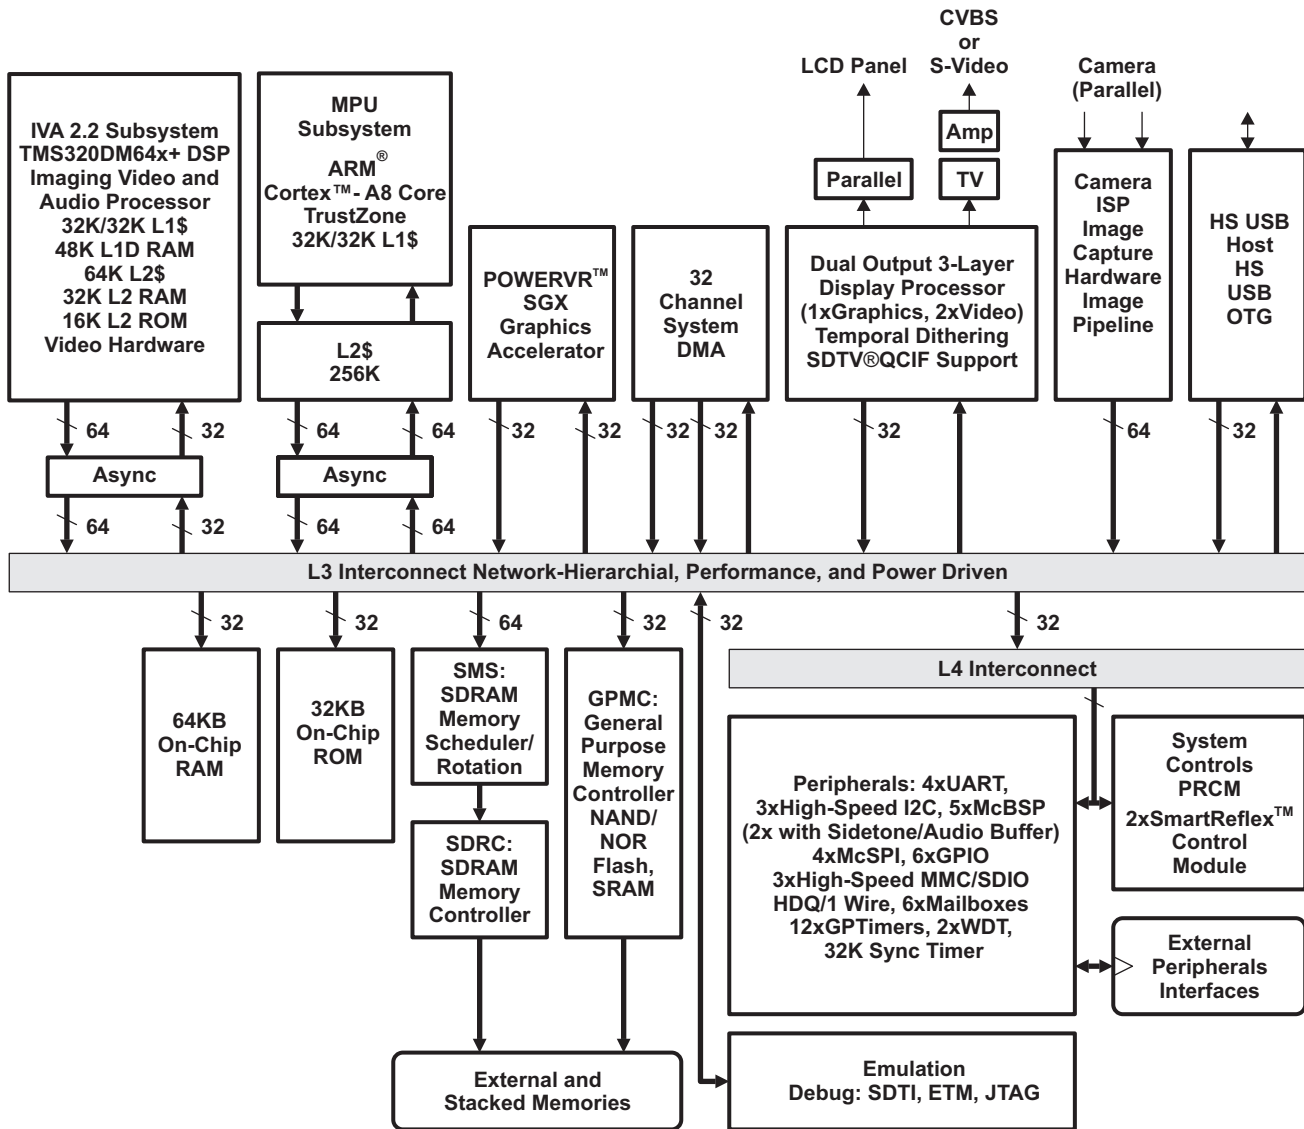 CVBS
or
S-Video
LCD Panel
Camera
(Parallel)
IVA 2.2 Subsystem
TMS320DM64x+ DSP
Imaging Video and
Audio Processor
32K/32K L1$
48K L1D RAM
64K L2$
32K L2 RAM
16K L2 ROM
Video Hardware
MPU
Subsystem
ARM®
Cortex™- A8 Core
TrustZone
32K/32K L1$
L2$
256K
POWERVR™
SGX
Graphics
Accelerator
32
Channel
System
DMA
Parallel
Amp
TV
Dual Output 3-Layer
Display Processor
(1xGraphics, 2xVideo)
Temporal Dithering
SDTV®QCIF Support
Camera
ISP
Image
Capture
Hardware
Image
Pipeline
HS USB
Host
HS
USB
OTG
64
32
64
64
32
32
32
32
32
64
32
Async
Async
64
32
64
64
L3 Interconnect Network-Hierarchial, Performance, and Power Driven
32
32
64
32
32
32
64KB
On-Chip
RAM
32KB
On-Chip
ROM
SMS:
SDRAM
Memory
Scheduler/
Rotation
SDRC:
SDRAM
Memory
Controller
GPMC:
General
Purpose
Memory
Controller
NAND/
NOR
Flash,
SRAM
L4 Interconnect
Peripherals: 4xUART,
3xHigh-Speed I2C, 5xMcBSP
(2x with Sidetone/Audio Buffer)
4xMcSPI, 6xGPIO
3xHigh-Speed MMC/SDIO
HDQ/1 Wire, 6xMailboxes
12xGPTimers, 2xWDT,
32K Sync Timer
System
Controls
PRCM
2xSmartReflex™
Control
Module
External
Peripherals
Interfaces
External and
Stacked Memories
Emulation
Debug: SDTI, ETM, JTAG